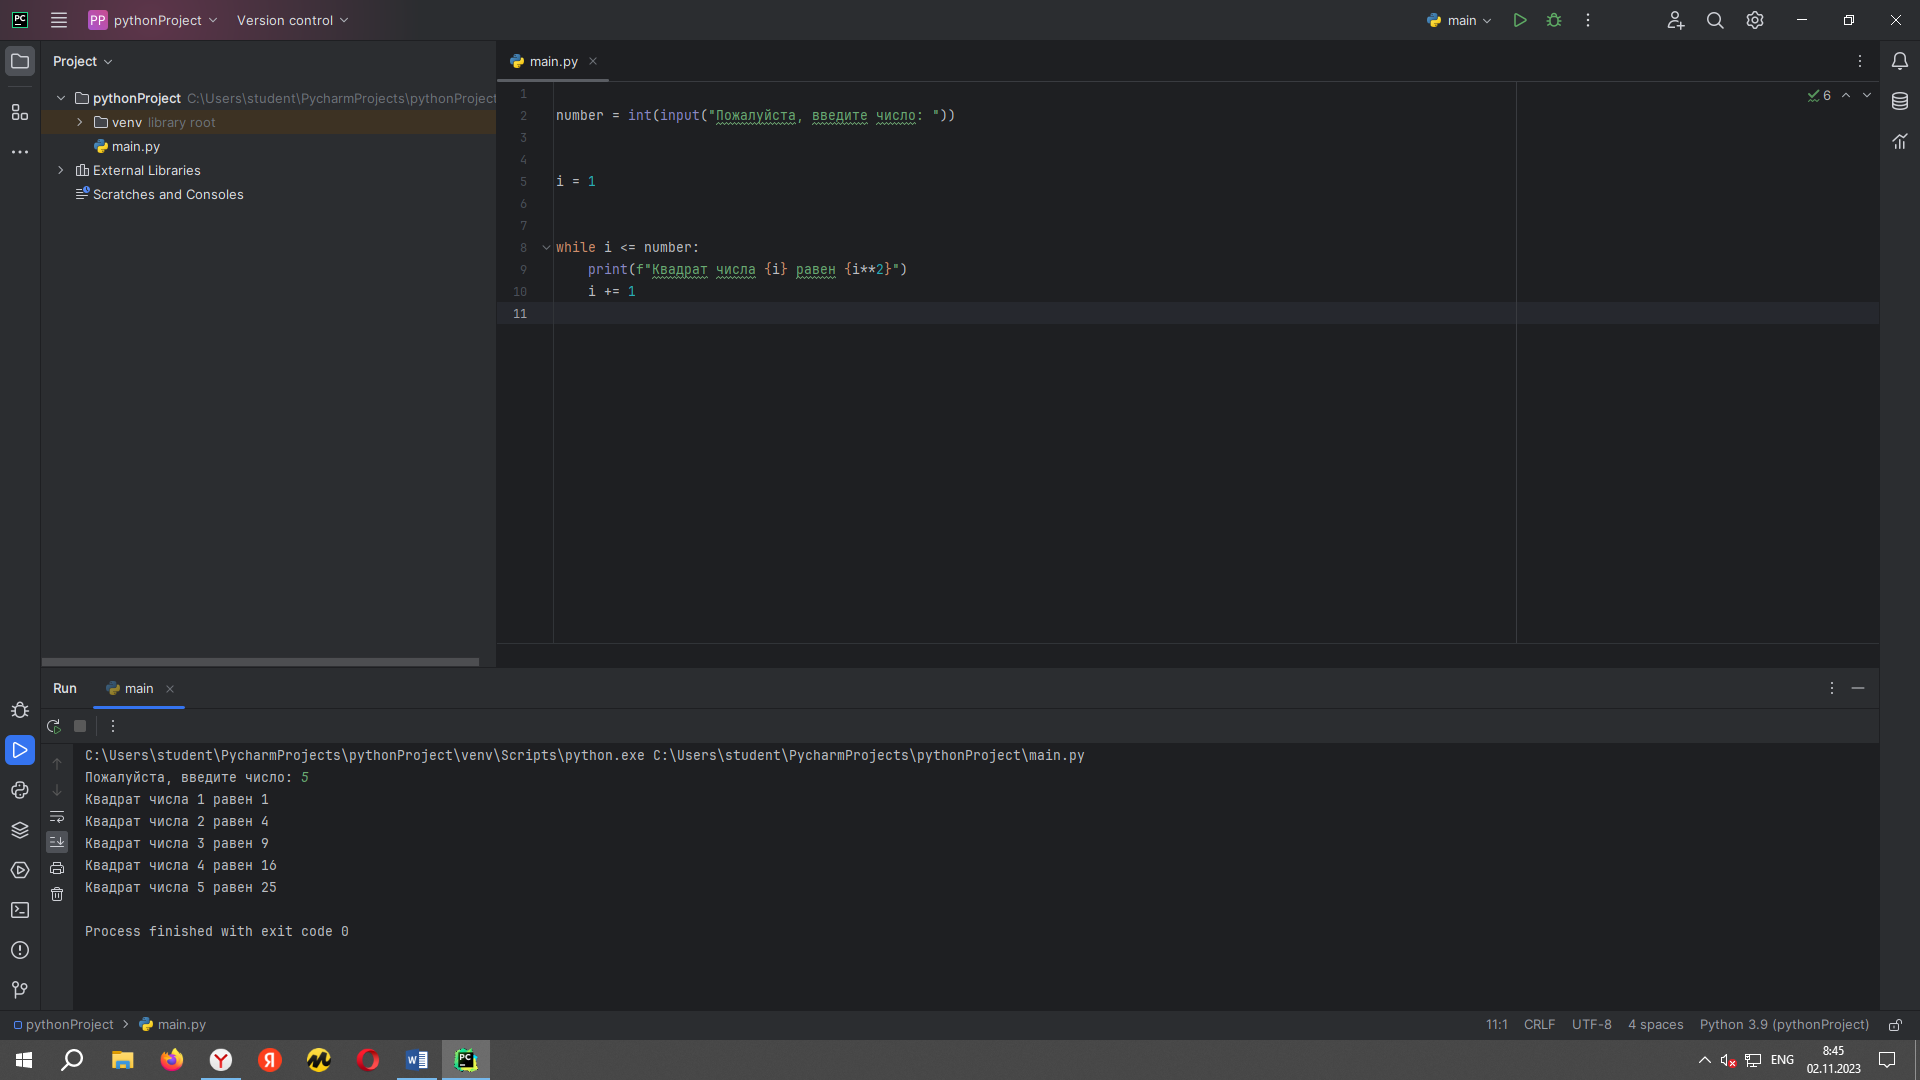 PC PP pythonProject Version control main
Project
main.py
pythonProject C:\Users\student\PycharmProjects\pythonProject
venv library root
main.py
External Libraries
Scratches and Consoles
6
1
2 number = int(input("Пожалуйста, введите число: "))
3
4
5 i = 1
6
7
8 while i <= number:
9 print(f"Квадрат числа {i} равен {i**2}")
10 i += 1
11
Run main
C:\Users\student\PycharmProjects\pythonProject\venv\Scripts\python.exe C:\Users\student\PycharmProjects\pythonProject\main.py
Пожалуйста, введите число: 5
Квадрат числа 1 равен 1
Квадрат числа 2 равен 4
Квадрат числа 3 равен 9
Квадрат числа 4 равен 16
Квадрат числа 5 равен 25
Process finished with exit code 0
pythonProject main.py 11:1 CRLF UTF-8 4 spaces Python 3.9 (pythonProject)
Y Я W PC ENG 8:45
02.11.2023